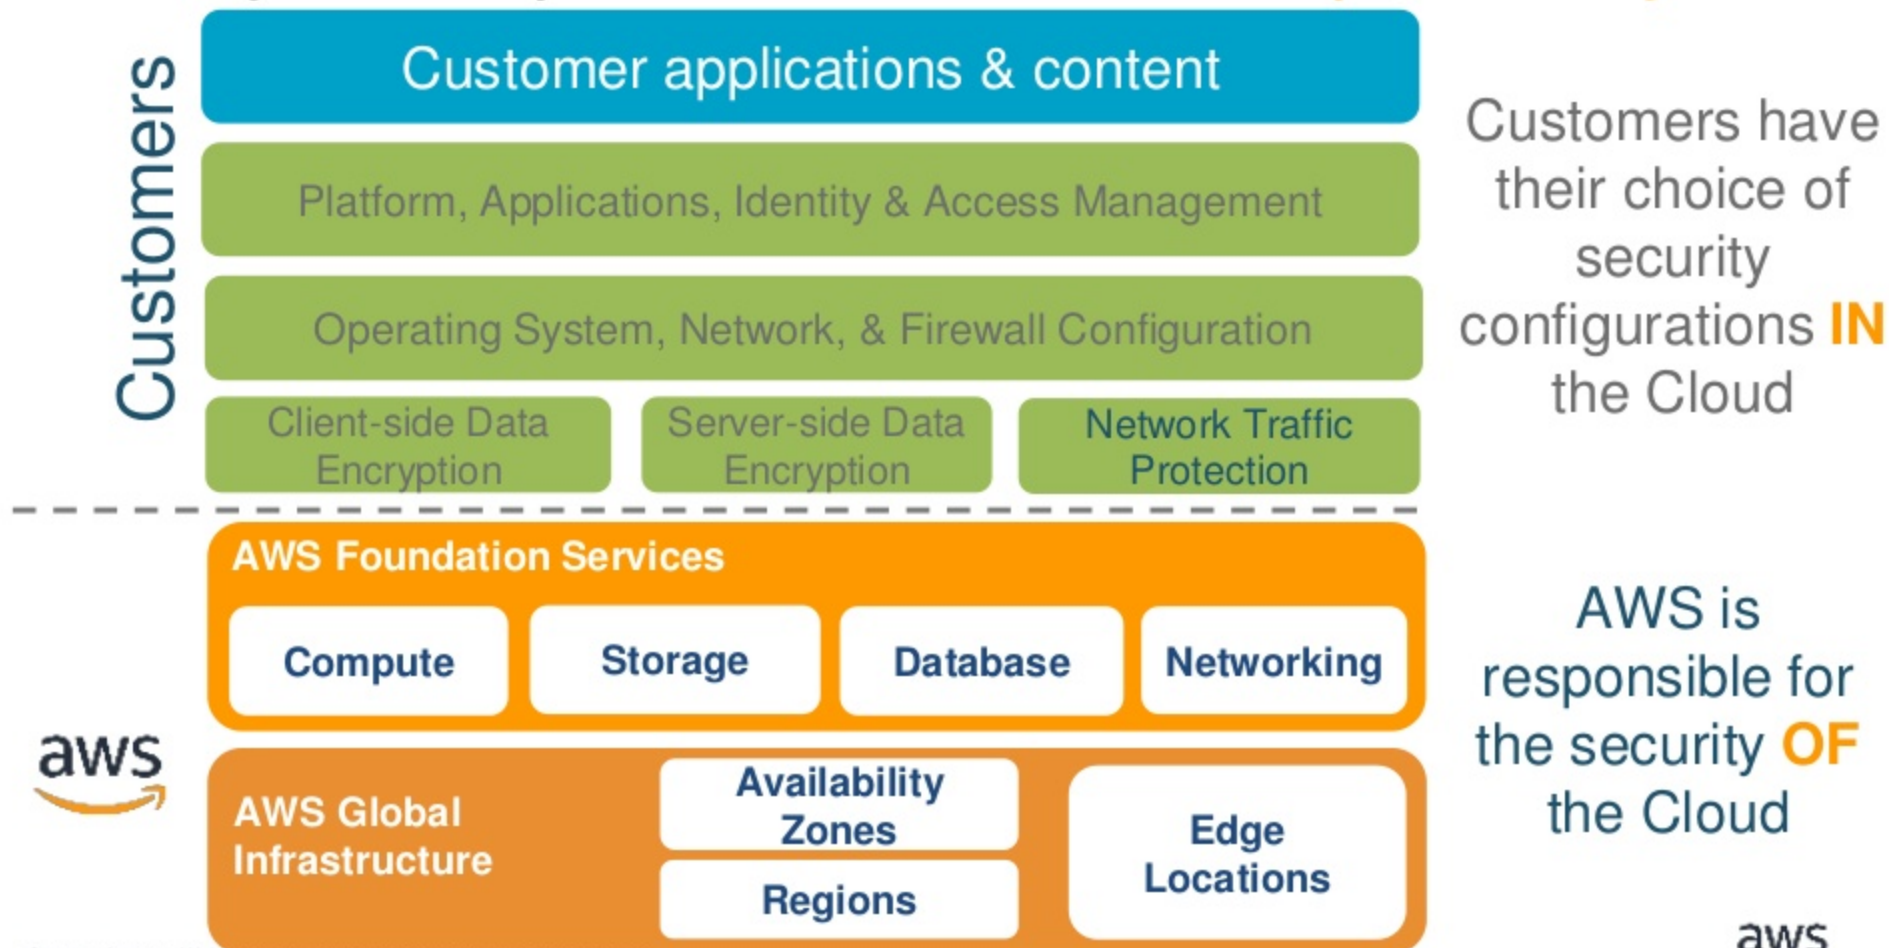 Customers
Customer applications & content
Platform, Applications, Identity & Access Management
Operating System, Network, & Firewall Configuration
Client-side Data
Encryption
Server-side Data
Encryption
Network Traffic
Protection
Customers have
their choice of
security
configurations IN
the Cloud
aws
AWS Foundation Services
Compute
Storage
Database
Networking
AWS Global
Infrastructure
Availability
Zones
Regions
Edge
Locations
AWS is
responsible for
the security OF
the Cloud
aws